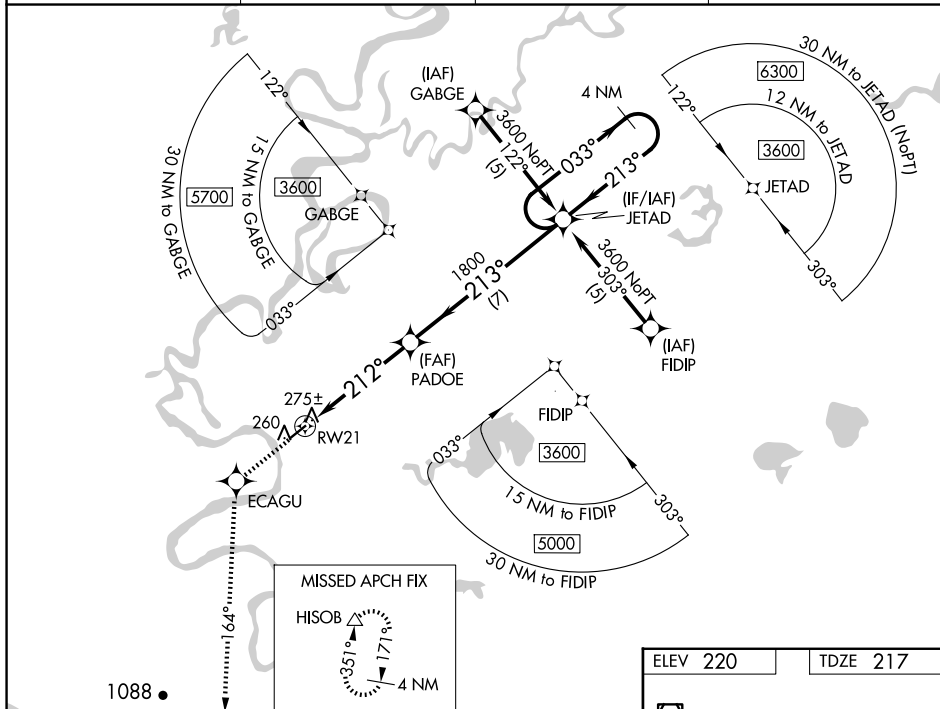 (IAF)
GABGE
4 NM
30 NM to JETAD (NoPT)
6300
12 NM to JETAD
3600
122°
JETAD
303°
122°
30 NM to GABGE
5700
15 NM to GABGE
3600
GABGE
033°
3600 NoPT
122°
(5)
033°
213°
(IF/IAF)
JETAD
3600 NoPT
303°
(5)
(IAF)
FIDIP
1800
213°
(7)
(FAF)
PADOE
212°
275±
260
RW21
ECAGU
FIDIP
033°
3600
15 NM to FIDIP
303°
5000
30 NM to FIDIP
164°
MISSED APCH FIX
HISOB
351°
171°
4 NM
1088
ELEV 220
TDZE 217